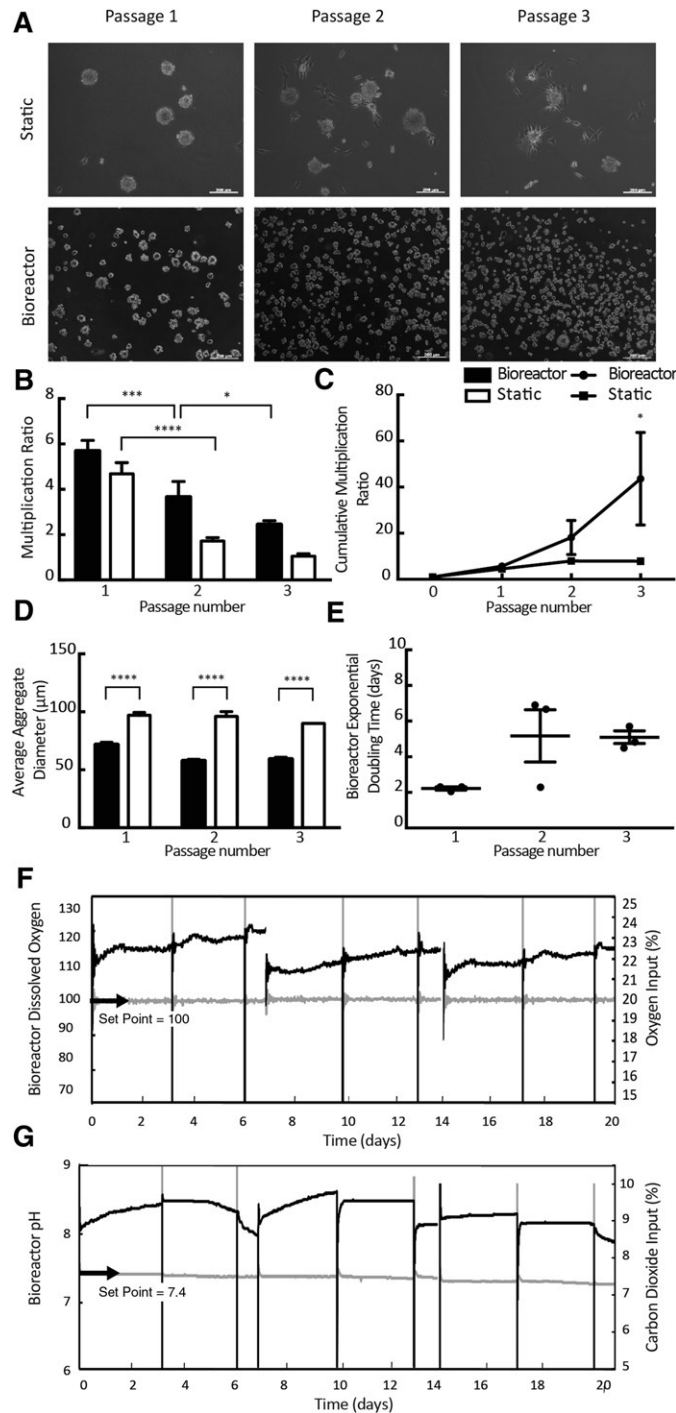 A
Passage 1
Passage 2
Passage 3
Static
Bioreactor
B
***
*
****
Multiplication Ratio
8
6
4
2
0
1
2
3
Passage number
Bioreactor
Static
C
Bioreactor
Static
*
Cumulative Multiplication
Ratio
80
60
40
20
0
0
1
2
3
Passage number
D
****
****
****
Average Aggregate
Diameter (μm)
150
100
50
0
1
2
3
Passage number
E
Bioreactor Exponential
Doubling Time (days)
10
8
6
4
2
0
1
2
3
Passage number
F
Bioreactor Dissolved Oxygen
130
120
110
100
90
80
70
Set Point = 100
25
24
23
22
21
20
19
18
17
16
15
Oxygen Input (%)
0
2
4
6
8
10
12
14
16
18
20
Time (days)
G
Bioreactor pH
9
8
7
6
Set Point = 7.4
10
9
8
7
6
5
Carbon Dioxide Input (%)
0
2
4
6
8
10
12
14
16
18
20
Time (days)